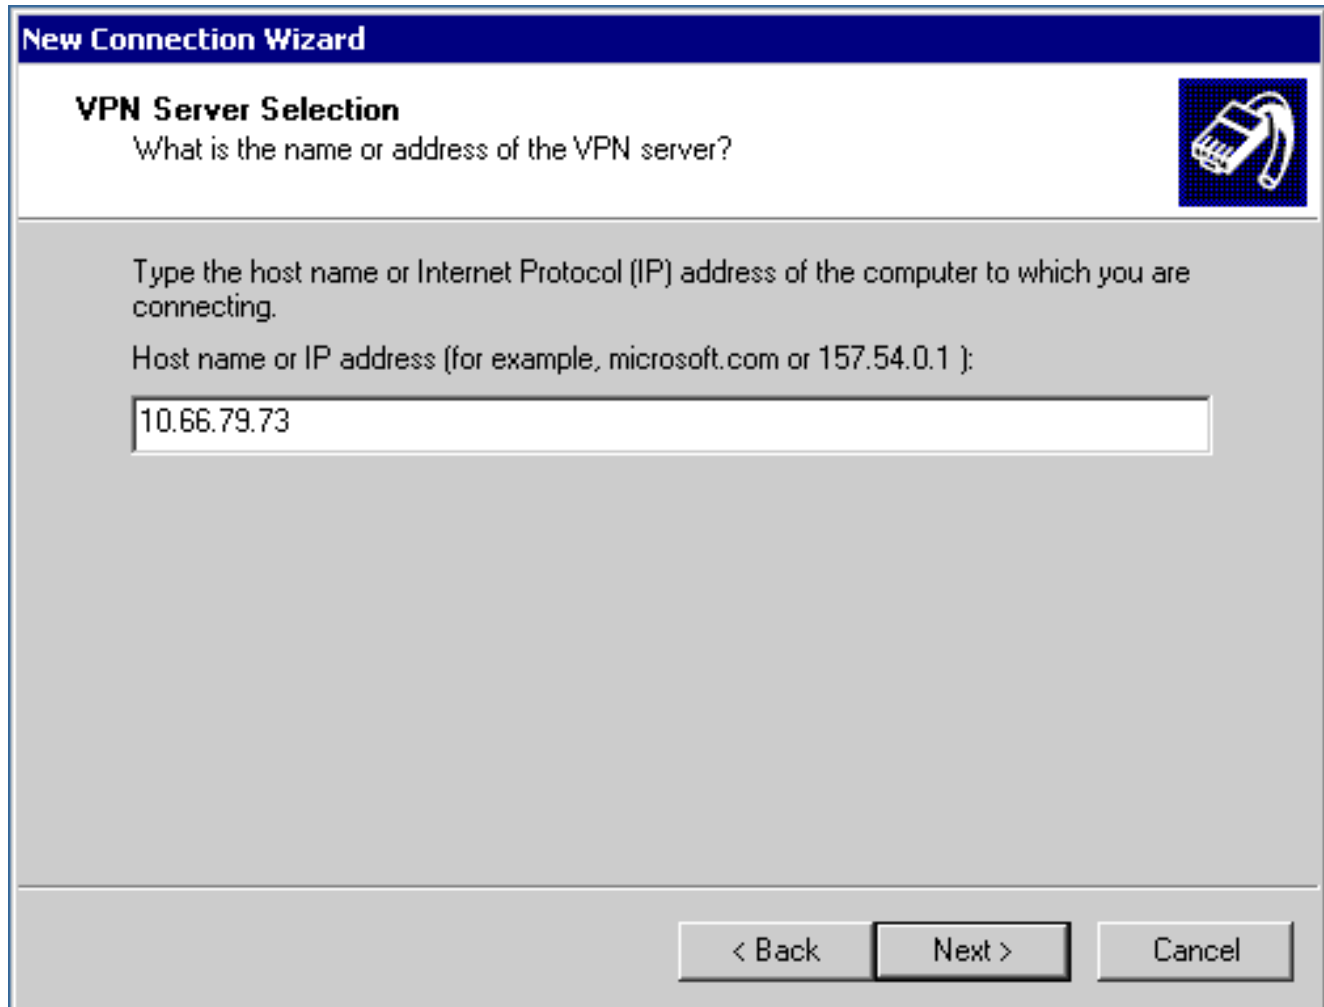 New Connection Wizard
VPN Server Selection
What is the name or address of the VPN server?
Type the host name or Internet Protocol (IP) address of the computer to which you are
connecting.
Host name or IP address (for example, microsoft.com or 157.54.0.1 ):
10.66.79.73
< Back Next > Cancel